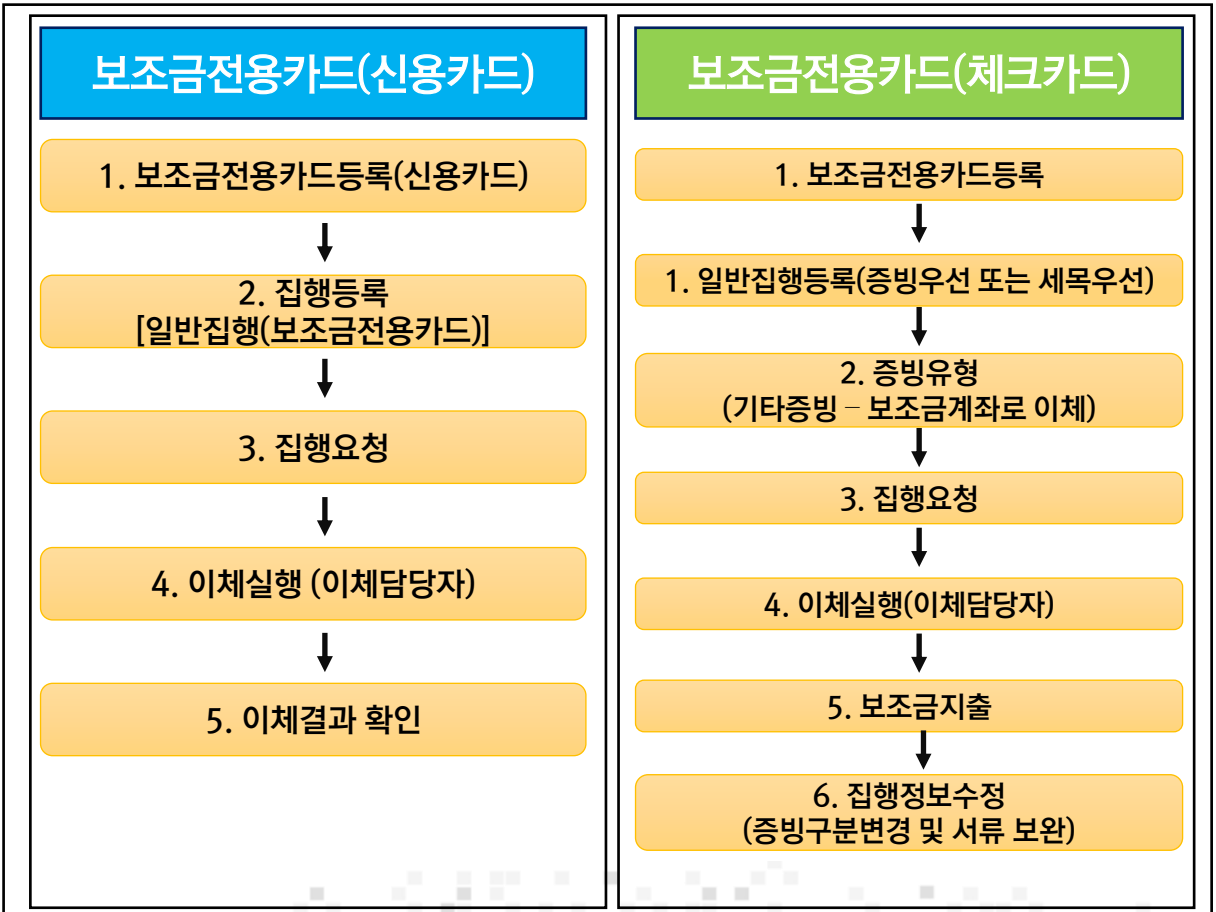 보조금전용카드(신용카드)
1. 보조금전용카드등록(신용카드)
2. 집행등록
[일반집행(보조금전용카드)]
3. 집행요청
4. 이체실행 (이체담당자)
5. 이체결과 확인
보조금전용카드(체크카드)
1. 보조금전용카드등록
1. 일반집행등록(증빙우선 또는 세목우선)
2. 증빙유형
(기타증빙 – 보조금계좌로 이체)
3. 집행요청
4. 이체실행(이체담당자)
5. 보조금지출
6. 집행정보수정
(증빙구분변경 및 서류 보완)